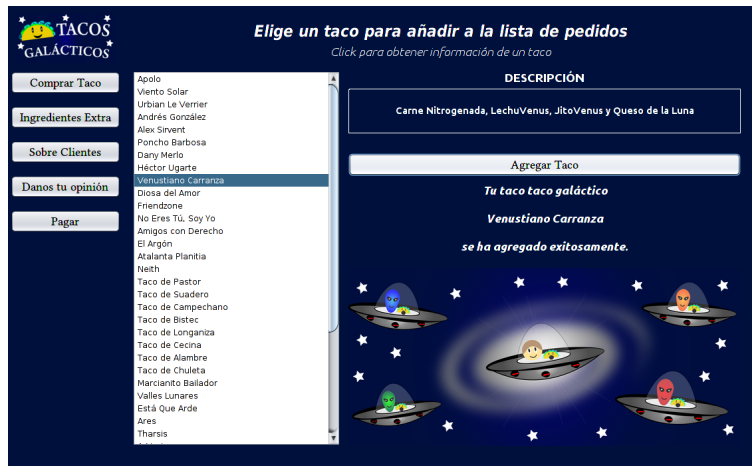 TACOS
GALÁCTICOS
Elige un taco para añadir a la lista de pedidos
Click para obtener información de un taco
Comprar Taco
Ingredientes Extra
Sobre Clientes
Danos tu opinión
Pagar
Apolo
Viento Solar
Urbian Le Verrier
Andrés González
Alex Sirvent
Poncho Barbosa
Dany Merlo
Héctor Ugarte
Venustiano Carranza
Diosa del Amor
Friendzone
No Eres Tú, Soy Yo
Amigos con Derecho
El Argón
Atalanta Planitia
Neith
Taco de Pastor
Taco de Suadero
Taco de Campechano
Taco de Bistec
Taco de Longaniza
Taco de Cecina
Taco de Alambre
Taco de Chuleta
Marcianito Bailador
Valles Lunares
Está Que Arde
Ares
Tharsis
DESCRIPCIÓN
Carne Nitrogenada, LechuVenus, JitoVenus y Queso de la Luna
Agregar Taco
Tu taco taco galáctico
Venustiano Carranza
se ha agregado exitosamente.